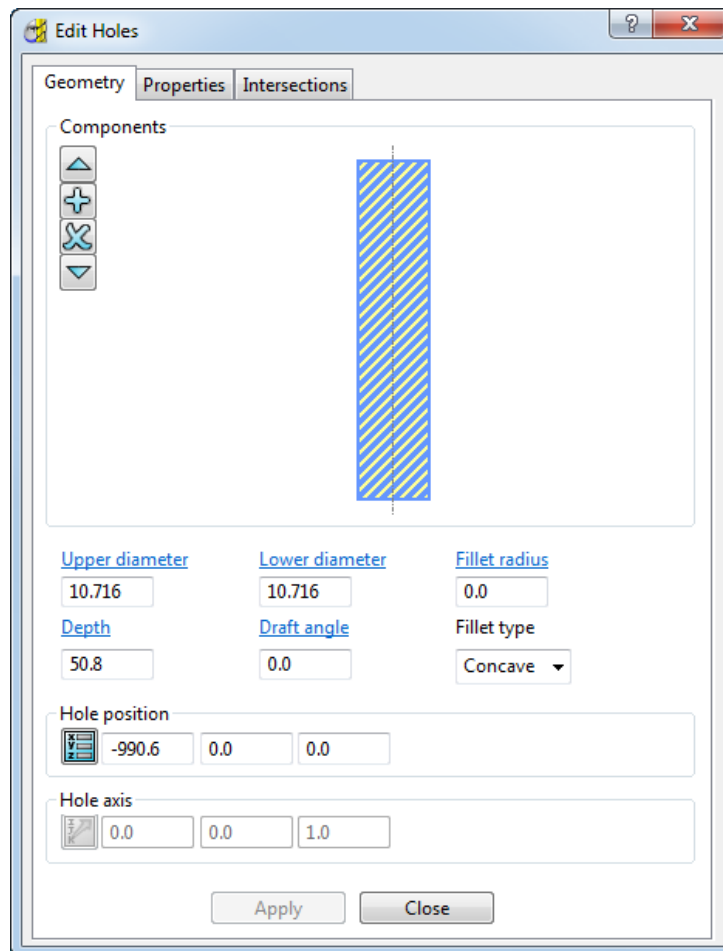 Edit Holes
Geometry Properties Intersections
Components
Upper diameter Lower diameter Fillet radius
10.716 10.716 0.0
Depth Draft angle Fillet type
50.8 0.0 Concave
Hole position
X Y Z -990.6 0.0 0.0
Hole axis
I J K 0.0 0.0 1.0
Apply Close